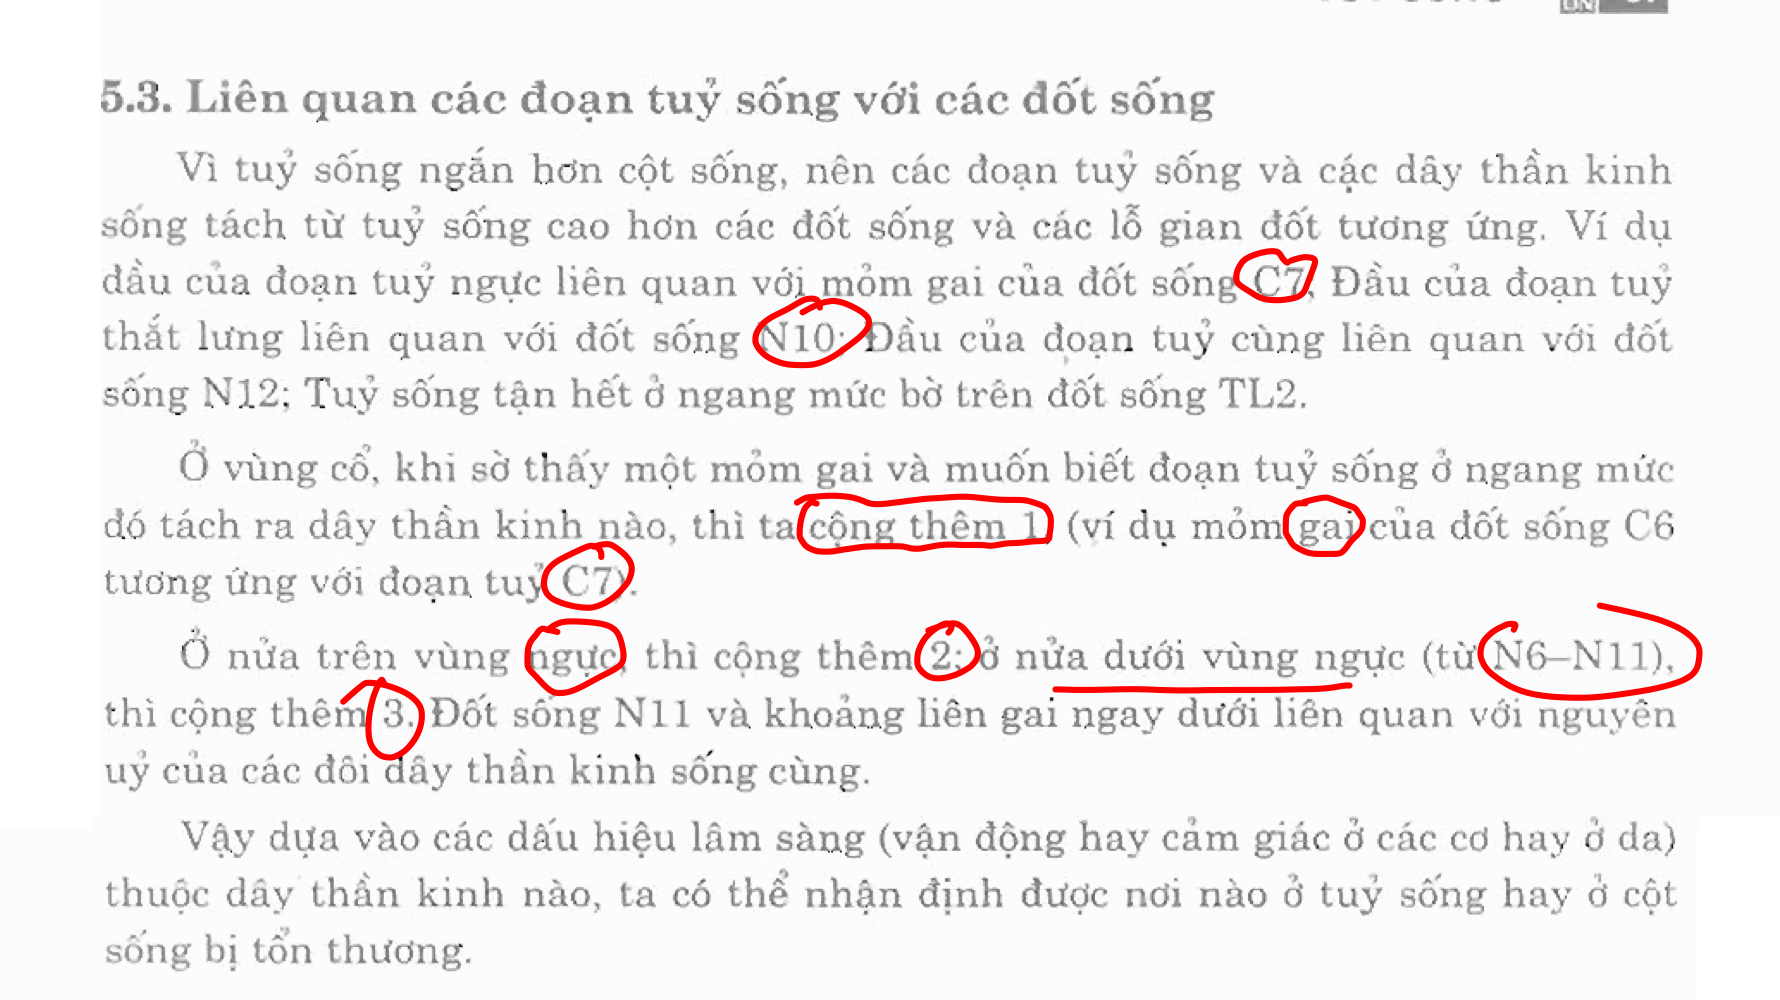 5.3. Liên quan các đoạn tuỷ sống với các đốt sống
Vì tuỷ sống ngắn hơn cột sống, nên các đoạn tuỷ sống và các dây thần kinh
sống tách từ tuỷ sống cao hơn các đốt sống và các lỗ gian đốt tương ứng. Ví dụ
đầu của đoạn tuỷ ngực liên quan với mỏm gai của đốt sống C7, Đầu của đoạn tuỷ
thắt lưng liên quan với đốt sống N10; Đầu của đoạn tuỷ cùng liên quan với đốt
sống N12; Tuỷ sống tận hết ở ngang mức bờ trên đốt sống TL2.
Ở vùng cổ, khi sờ thấy một mỏm gai và muốn biết đoạn tuỷ sống ở ngang mức
đó tách ra dây thần kinh nào, thì ta cộng thêm 1 (ví dụ mỏm gai của đốt sống C6
tương ứng với đoạn tuỷ C7).
Ở nửa trên vùng ngực, thì cộng thêm 2; ở nửa dưới vùng ngực (từ N6–N11),
thì cộng thêm 3. Đốt sống N11 và khoảng liên gai ngay dưới liên quan với nguyên
uỷ của các đôi dây thần kinh sống cùng.
Vậy dựa vào các dấu hiệu lâm sàng (vận động hay cảm giác ở các cơ hay ở da)
thuộc dây thần kinh nào, ta có thể nhận định được nơi nào ở tuỷ sống hay ở cột
sống bị tổn thương.